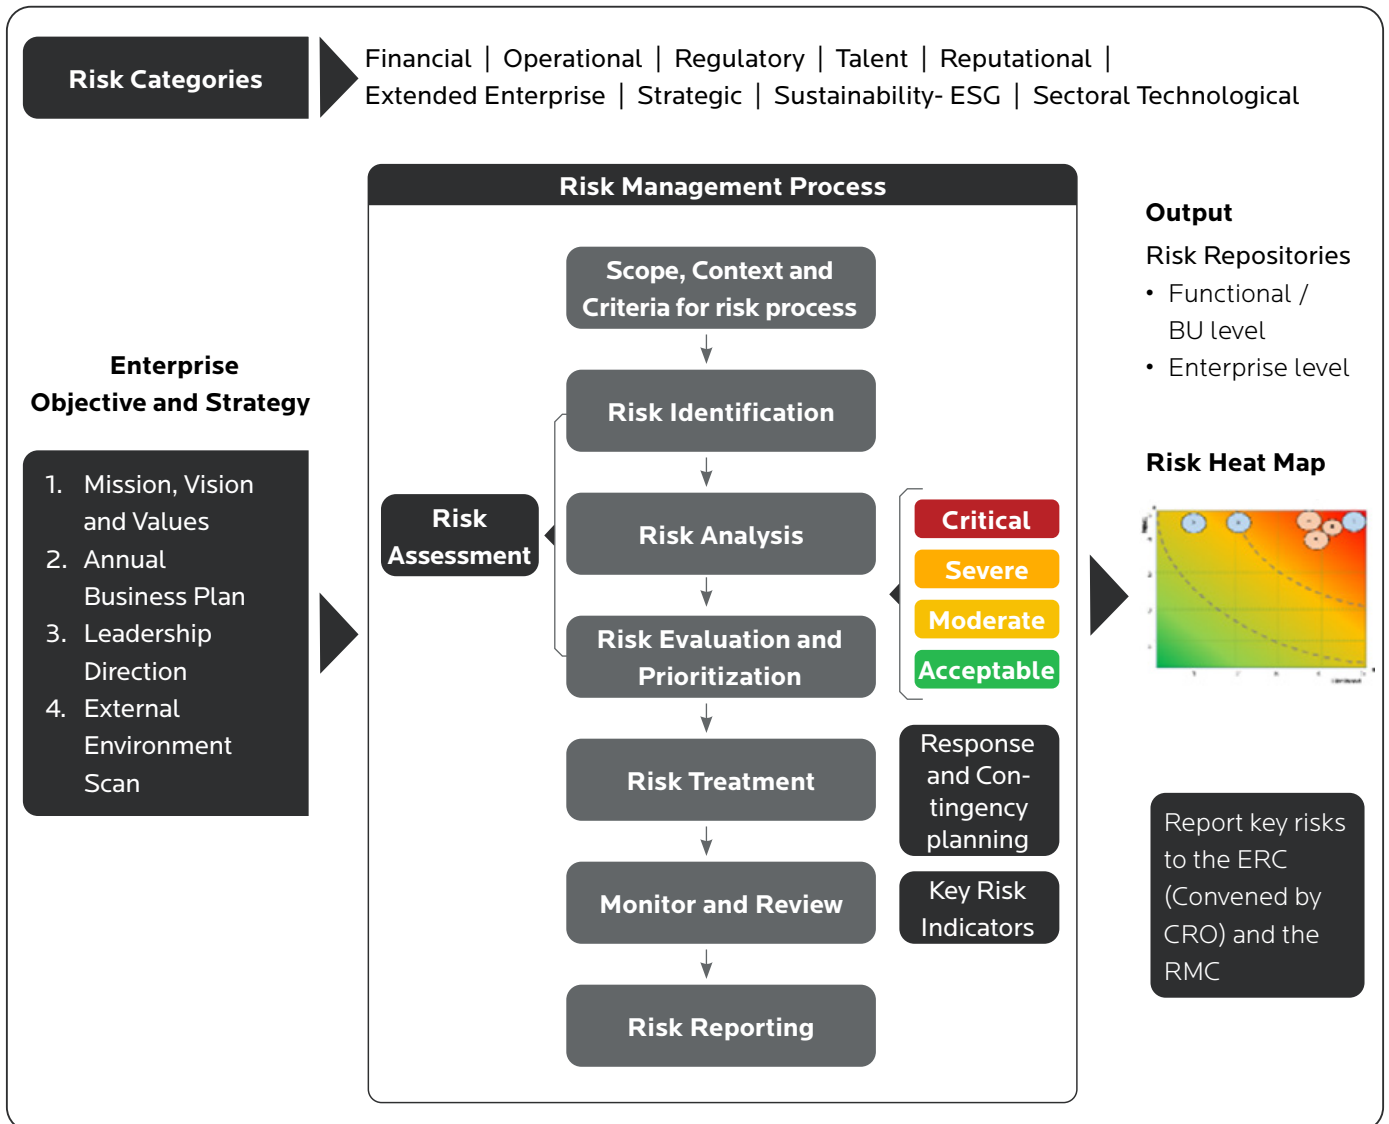 Risk Categories
Financial | Operational | Regulatory | Talent | Reputational |
Extended Enterprise | Strategic | Sustainability- ESG | Sectoral Technological
Enterprise
Objective and Strategy
1. Mission, Vision
and Values
2. Annual
Business Plan
3. Leadership
Direction
4. External
Environment
Scan
Risk Management Process
Scope, Context and
Criteria for risk process
Risk Identification
Risk
Assessment
Risk Analysis
Risk Evaluation and
Prioritization
Critical
Severe
Moderate
Acceptable
Risk Treatment
Response
and Con-
tingency
planning
Monitor and Review
Key Risk
Indicators
Risk Reporting
Output
Risk Repositories
• Functional /
BU level
• Enterprise level
Risk Heat Map
Report key risks
to the ERC
(Convened by
CRO) and the
RMC